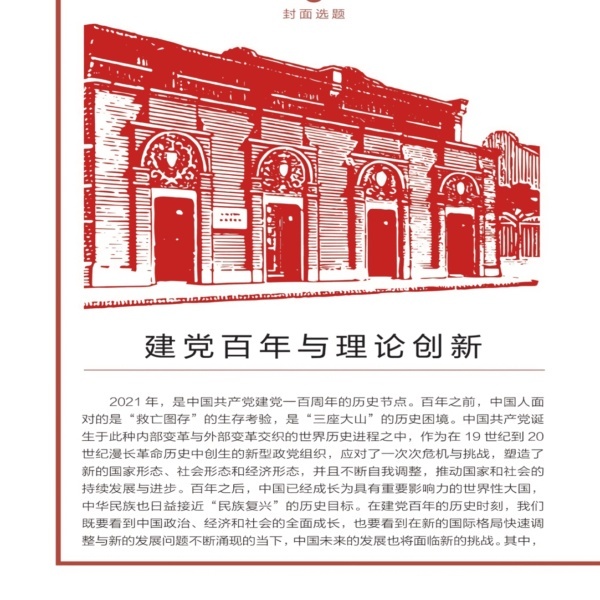 封面选题
建党百年与理论创新
2021年，是中国共产党建党一百周年的历史节点。百年之前，中国人面
对的是“救亡图存”的生存考验，是“三座大山”的历史困境。中国共产党诞
生于此种内部变革与外部变革交织的世界历史进程之中，作为在19世纪到20
世纪漫长革命历史中创生的新型政党组织，应对了一次次危机与挑战，塑造了
新的国家形态、社会形态和经济形态，并且不断自我调整，推动国家和社会的
持续发展与进步。百年之后，中国已经成长为具有重要影响力的世界性大国，
中华民族也日益接近“民族复兴”的历史目标。在建党百年的历史时刻，我们
既要看到中国政治、经济和社会的全面成长，也要看到在新的国际格局快速调
整与新的发展问题不断涌现的当下，中国未来的发展也将面临新的挑战。其中，